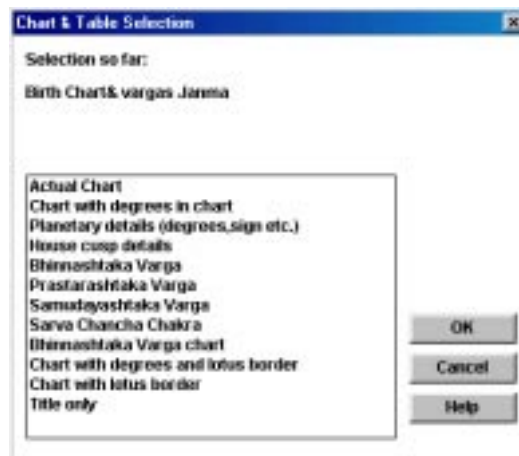 Chart & Table Selection
Selection so far:
Birth Chart& vargas Janma
Actual Chart
Chart with degrees in chart
Planetary details (degrees,sign etc.)
House cusp details
Bhinnashtaka Varga
Prastarashtaka Varga
Samudayashtaka Varga
Sarva Chancha Chakra
Bhinnashtaka Varga chart
Chart with degrees and lotus border
Chart with lotus border
Title only
OK
Cancel
Help